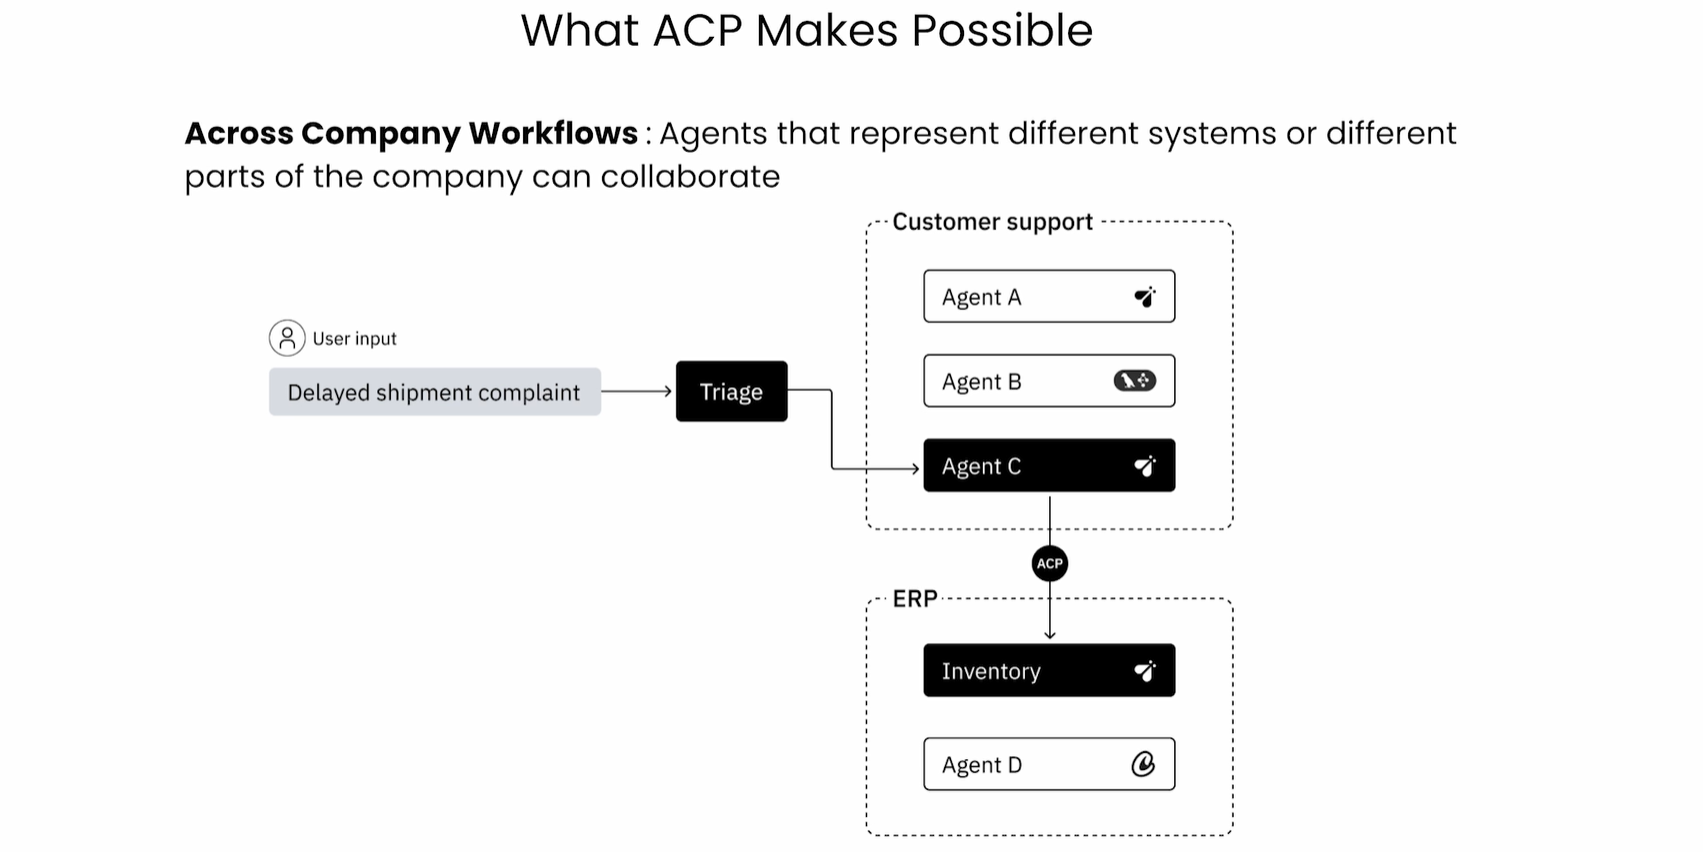 What ACP Makes Possible
Across Company Workflows : Agents that represent different systems or different
parts of the company can collaborate
Customer support
Agent A
User input
Agent B
Delayed shipment complaint
Triage
Agent C
ACP
ERP
Inventory
Agent D